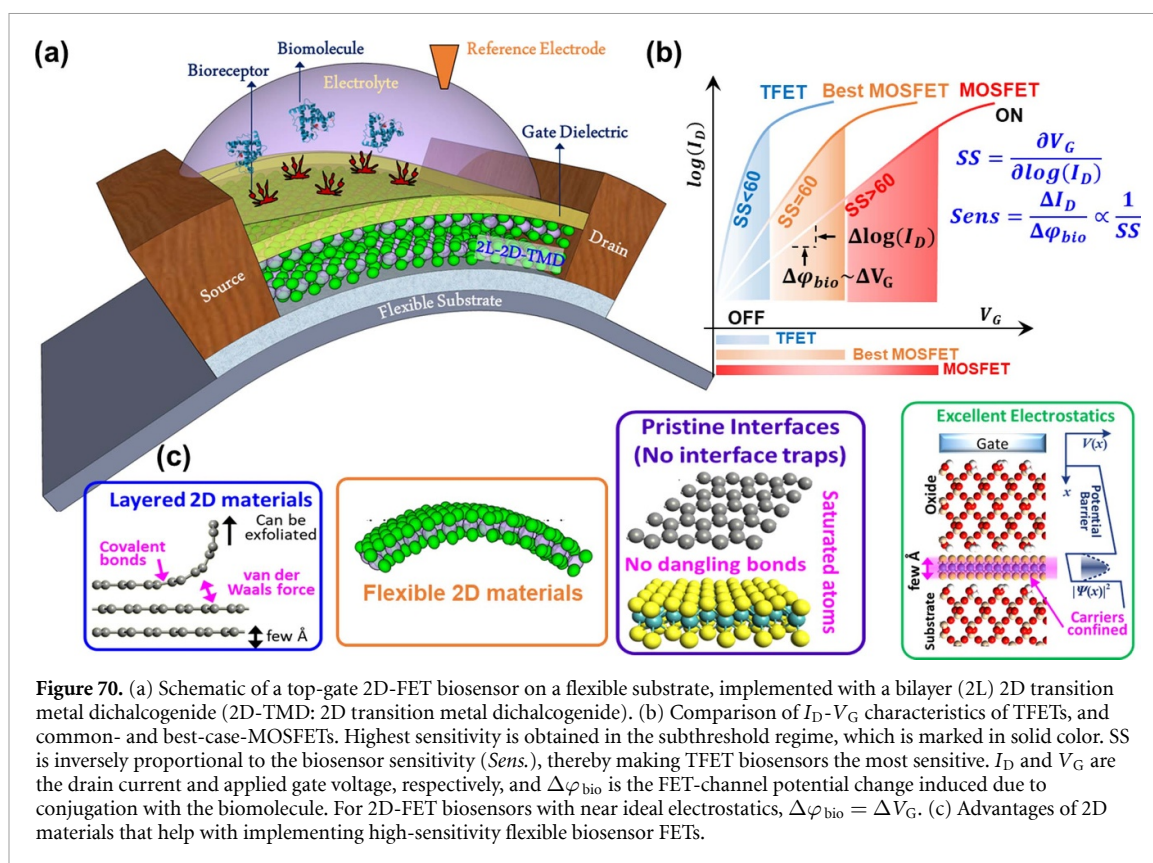 (a)
Biomolecule
Reference Electrode
Bioreceptor
Electrolyte
Gate Dielectric
Source
2L-2D-TMD
Drain
Flexible Substrate
(b)
TFET Best MOSFET MOSFET
ON
log(I_D)
SS<60
SS=60
SS>60
SS = ∂V_G / ∂log(I_D)
Sens = ΔI_D / Δφ_bio ∝ 1 / SS
Δlog(I_D)
Δφ_bio~ΔV_G
OFF
V_G
TFET
Best MOSFET
MOSFET
(c)
Layered 2D materials
Can be
exfoliated
Covalent
bonds
van der
Waals force
few Å
Flexible 2D materials
Pristine Interfaces
(No interface traps)
Saturated atoms
No dangling bonds
Excellent Electrostatics
Gate
V(x)
x
Oxide
Potential
Barrier
few Å
|Ψ(x)|²
Substrate
Carriers
confined
Figure 70. (a) Schematic of a top-gate 2D-FET biosensor on a flexible substrate, implemented with a bilayer (2L) 2D transition
metal dichalcogenide (2D-TMD: 2D transition metal dichalcogenide). (b) Comparison of I_D-V_G characteristics of TFETs, and
common- and best-case-MOSFETs. Highest sensitivity is obtained in the subthreshold regime, which is marked in solid color. SS
is inversely proportional to the biosensor sensitivity (Sens.), thereby making TFET biosensors the most sensitive. I_D and V_G are
the drain current and applied gate voltage, respectively, and Δφ_bio is the FET-channel potential change induced due to
conjugation with the biomolecule. For 2D-FET biosensors with near ideal electrostatics, Δφ_bio = ΔV_G. (c) Advantages of 2D
materials that help with implementing high-sensitivity flexible biosensor FETs.